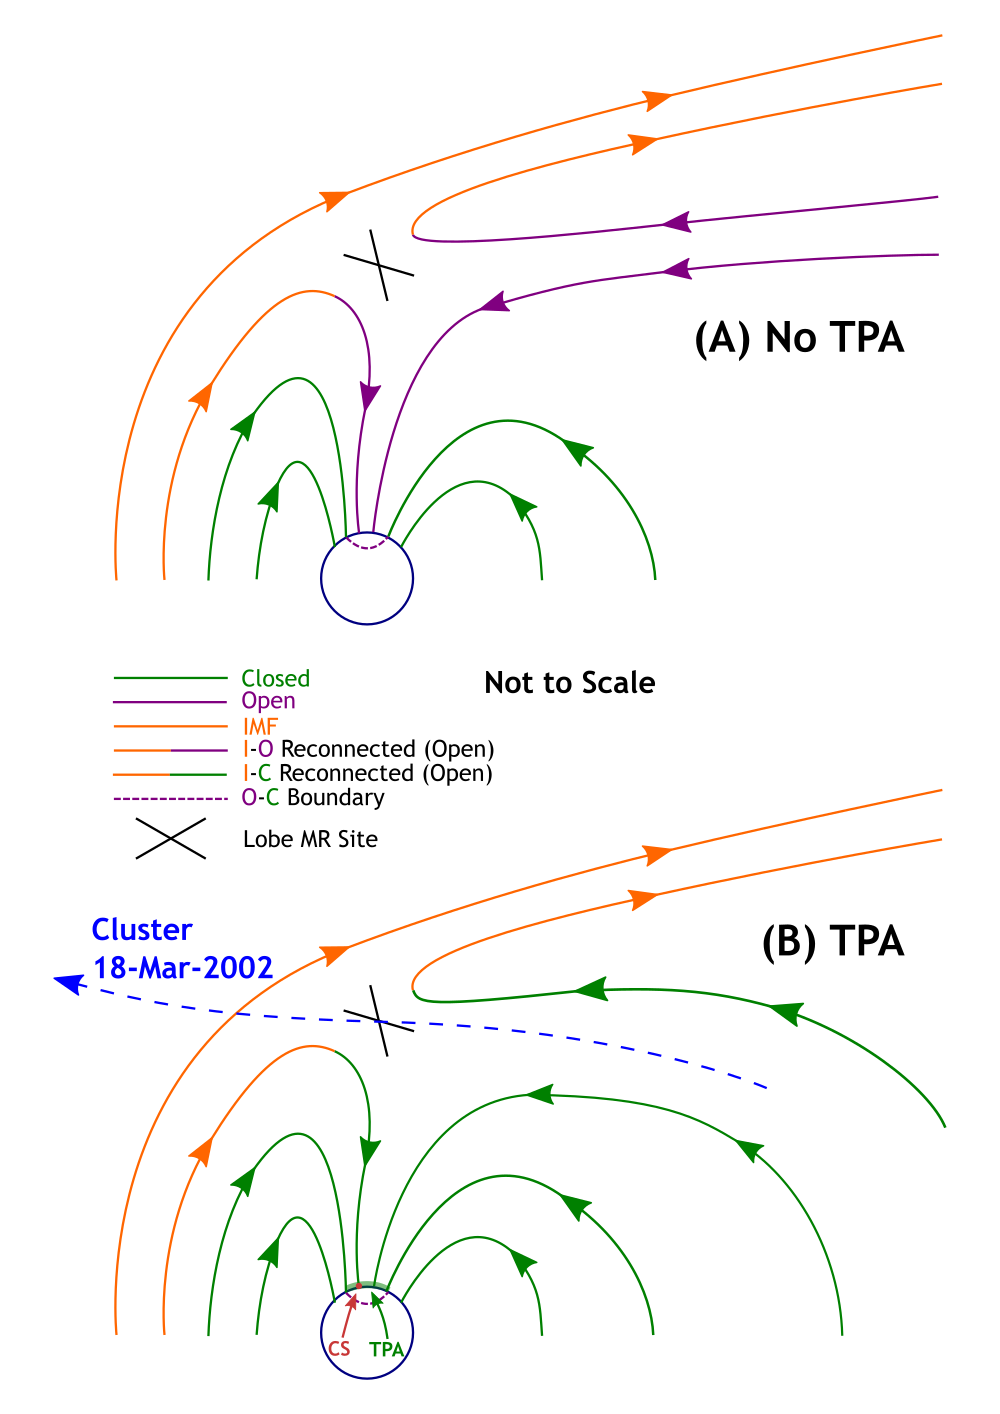 (A) No TPA
Closed
Open
IMF
I-O Reconnected (Open)
I-C Reconnected (Open)
O-C Boundary
Lobe MR Site
Not to Scale
Cluster
18-Mar-2002
(B) TPA
CS
TPA